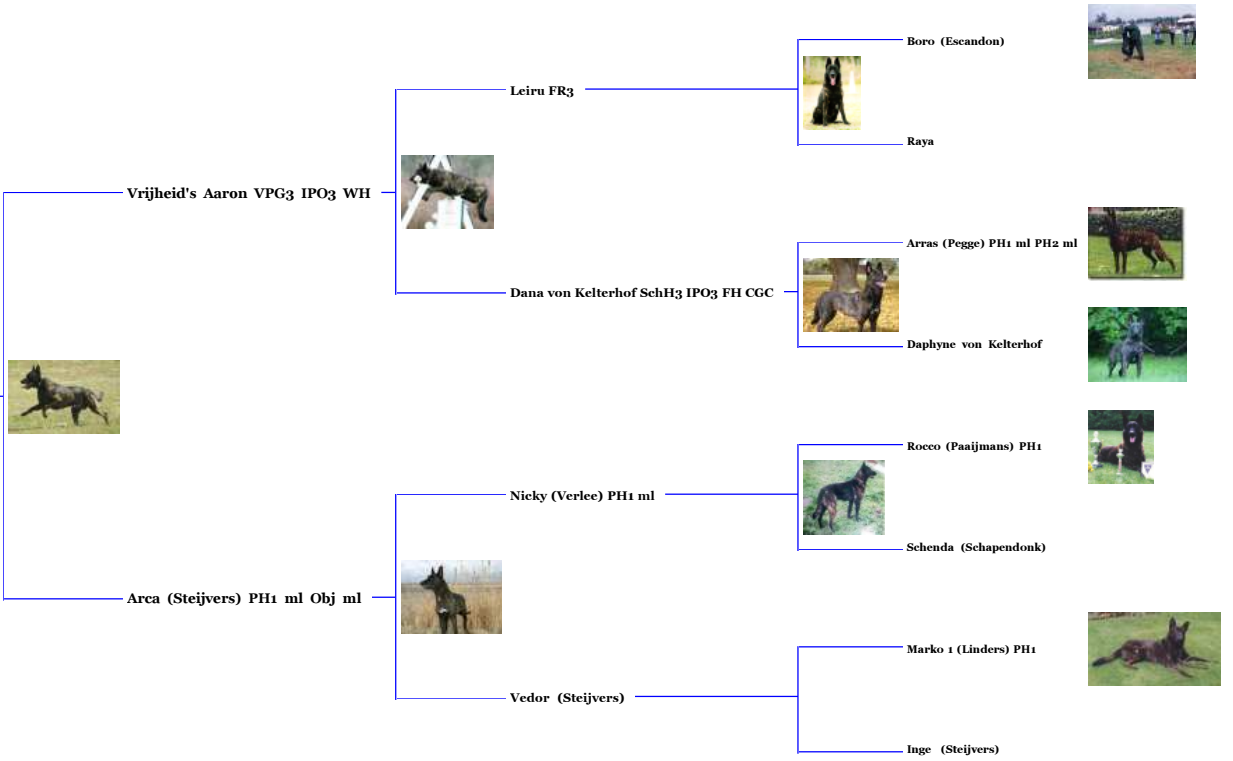 Boro (Escandon)
Leiru FR3
Raya
Vrijheid's Aaron VPG3 IPO3 WH
Arras (Pegge) PH1 ml PH2 ml
Dana von Kelterhof SchH3 IPO3 FH CGC
Daphyne von Kelterhof
Rocco (Paaijmans) PH1
Nicky (Verlee) PH1 ml
Schenda (Schapendonk)
Arca (Steijvers) PH1 ml Obj ml
Marko 1 (Linders) PH1
Vedor (Steijvers)
Inge (Steijvers)